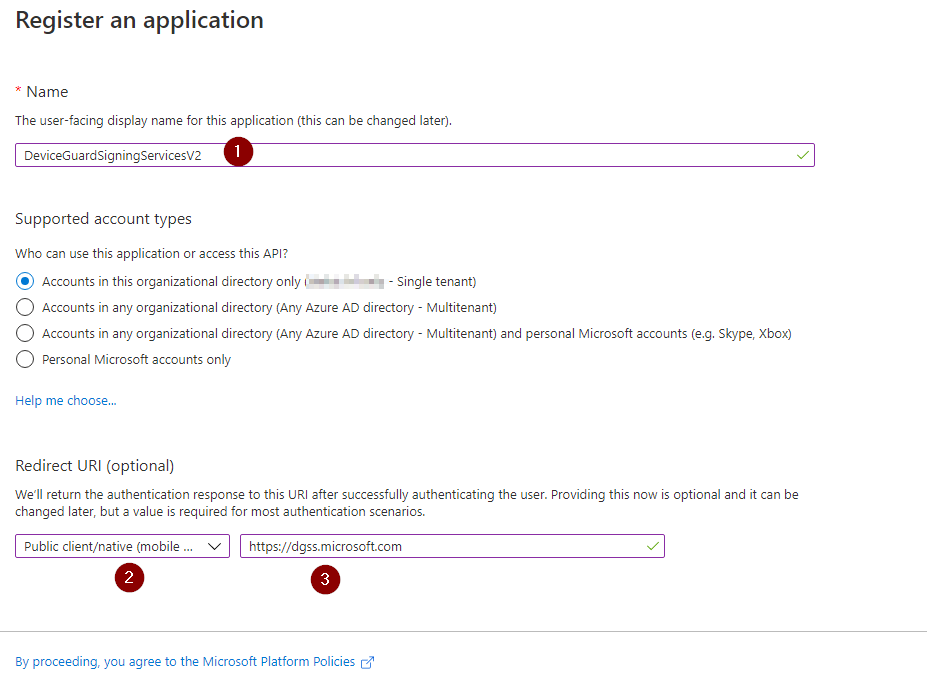 Register an application
* Name
The user-facing display name for this application (this can be changed later).
DeviceGuardSigningServicesV2
1
Supported account types
Who can use this application or access this API?
Accounts in this organizational directory only ( - Single tenant)
Accounts in any organizational directory (Any Azure AD directory - Multitenant)
Accounts in any organizational directory (Any Azure AD directory - Multitenant) and personal Microsoft accounts (e.g. Skype, Xbox)
Personal Microsoft accounts only
Help me choose...
Redirect URI (optional)
We'll return the authentication response to this URI after successfully authenticating the user. Providing this now is optional and it can be
changed later, but a value is required for most authentication scenarios.
Public client/native (mobile ...
https://dgss.microsoft.com
2
3
By proceeding, you agree to the Microsoft Platform Policies